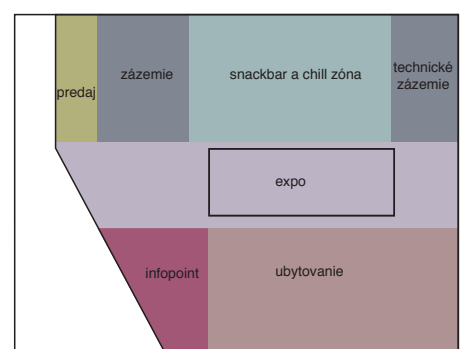 predaj
zázemie
snackbar a chill zóna
technické
zázemie
expo
infopoint
ubytovanie